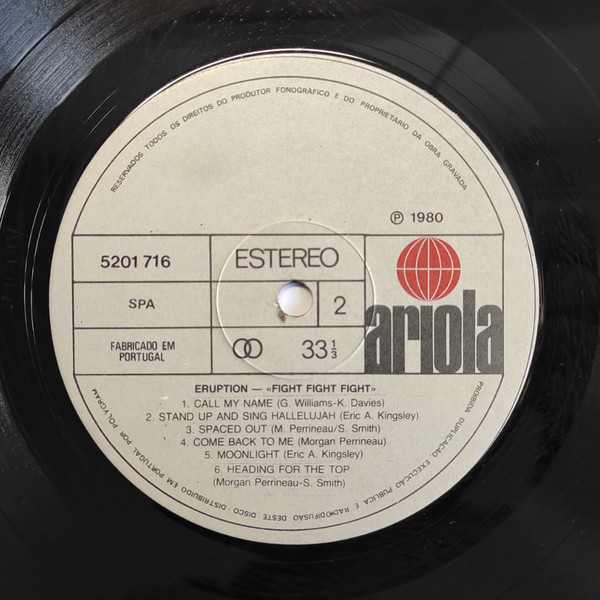 RESERVADOS TODOS OS DIREITOS DO PRODUTOR FONOGRÁFICO E DO PROPRIETÁRIO DA OBRA GRAVADA
Ⓟ 1980
5201 716
ESTEREO
SPA
2
FABRICADO EM
PORTUGAL
33 1/3
ariola
ERUPTION — «FIGHT FIGHT FIGHT»
1. CALL MY NAME (G. Williams-K. Davies)
2. STAND UP AND SING HALLELUJAH (Eric A. Kingsley)
3. SPACED OUT (M. Perrineau/S. Smith)
4. COME BACK TO ME (Morgan Perrineau)
5. MOONLIGHT (Eric A. Kingsley)
6. HEADING FOR THE TOP
(Morgan Perrineau-S. Smith)
PROIBIDA DUPLICAÇÃO, EXECUÇÃO PÚBLICA E RADIODIFUSÃO DESTE DISCO · DISTRIBUIDO EM PORTUGAL POR POLYGRAM